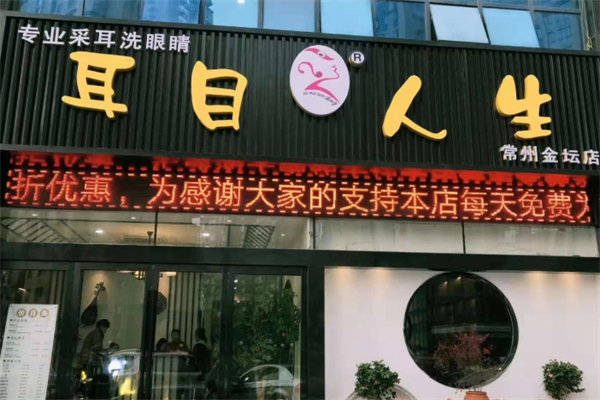 专业采耳洗眼睛
耳目人生
®
常州金坛店
折优惠，为感谢大家的支持本店每天免费为